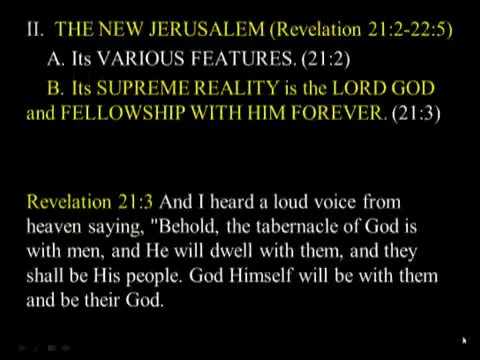 II. THE NEW JERUSALEM (Revelation 21:2-22:5)
A. Its VARIOUS FEATURES. (21:2)
B. Its SUPREME REALITY is the LORD GOD
and FELLOWSHIP WITH HIM FOREVER. (21:3)
Revelation 21:3 And I heard a loud voice from
heaven saying, "Behold, the tabernacle of God is
with men, and He will dwell with them, and they
shall be His people. God Himself will be with them
and be their God.